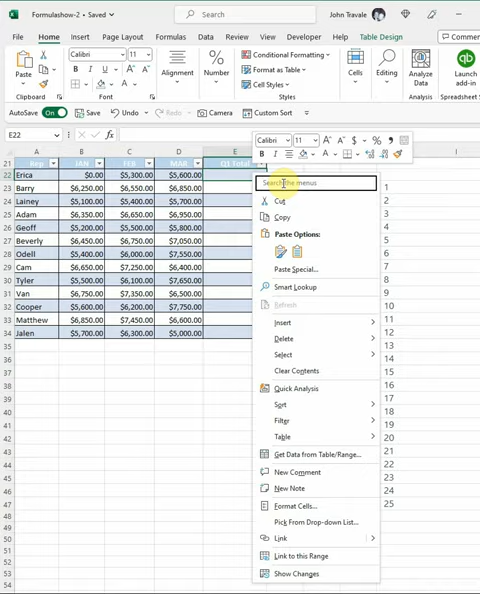 Formulashow-2 • Saved
Search
John Travale
File Home Insert Page Layout Formulas Data Review View Developer Help Table Design Commen
Calibri 11 A A
Paste
B I U
Clipboard Font
Alignment
Number
Conditional Formatting
Format as Table
Cell Styles
Styles
Cells
Editing
Analyze Data
Analysis
Launch add-in
Spreadsheet S
AutoSave On Save Undo Redo Camera Custom Sort
E22 fx
Calibri 11 A A $ % ,
B I A
A B C D E I
21 Rep JAN FEB MAR Q1 Total
22 Erica $0.00 $5,300.00 $5,600.00
23 Barry $6,250.00 $6,550.00 $6,850.00
24 Lainey $5,100.00 $5,400.00 $5,700.00
25 Adam $6,350.00 $6,650.00 $6,950.00
26 Geoff $5,200.00 $5,500.00 $5,800.00
27 Beverly $6,450.00 $6,750.00 $7,050.00
28 Odell $5,400.00 $6,000.00 $5,550.00
29 Cam $6,650.00 $7,250.00 $6,400.00
30 Tyler $5,500.00 $6,100.00 $7,650.00
31 Van $6,750.00 $7,350.00 $6,500.00
32 Cooper $5,600.00 $6,200.00 $7,750.00
33 Matthew $6,850.00 $7,450.00 $6,600.00
34 Jalen $5,700.00 $6,300.00 $5,000.00
35
36
37
38
39
40
41
42
43
44
45
46
47
48
49
50
51
52
53
54
Search the menus
Cut
Copy
Paste Options:
Paste Special...
Smart Lookup
Refresh
Insert
Delete
Select
Clear Contents
Quick Analysis
Sort
Filter
Table
Get Data from Table/Range...
New Comment
New Note
Format Cells...
Pick From Drop-down List...
Link
Link to this Range
Show Changes
1
2
3
4
5
6
7
8
9
10
11
12
13
14
15
16
17
18
19
20
21
22
23
24
25